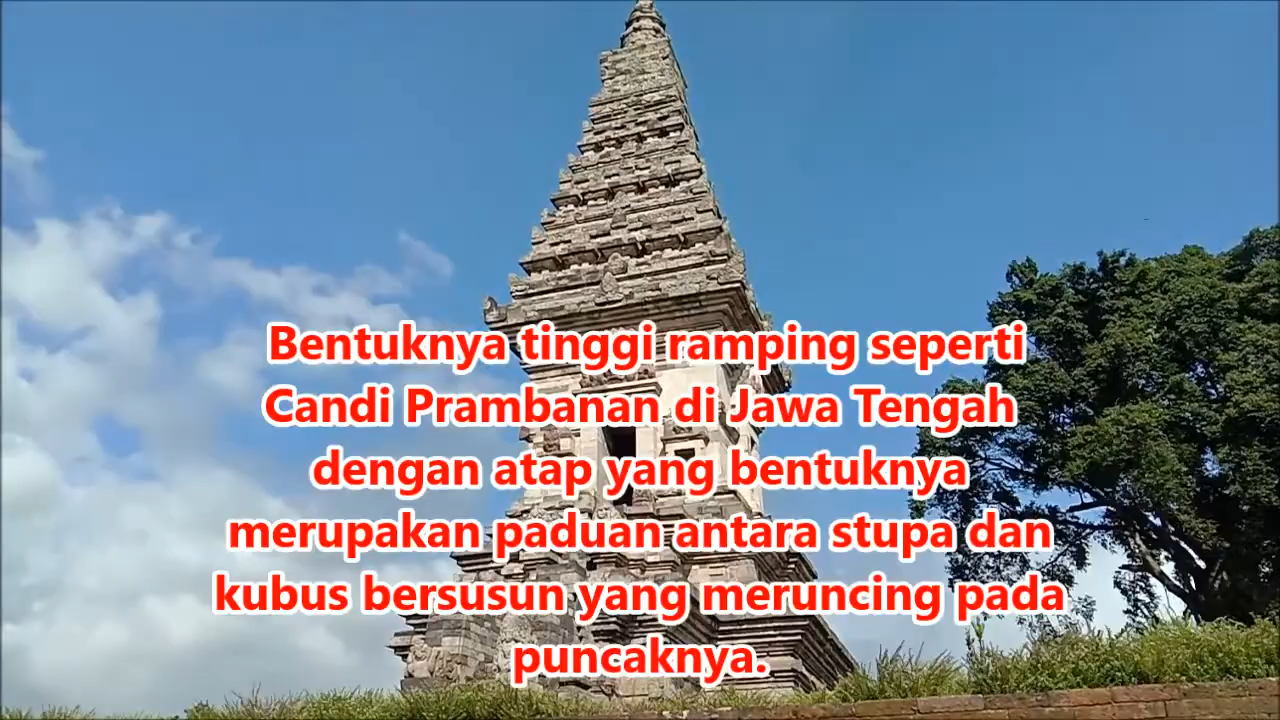 Bentuknya tinggi ramping seperti
Candi Prambanan di Jawa Tengah
dengan atap yang bentuknya
merupakan paduan antara stupa dan
kubus bersusun yang meruncing pada
puncaknya.